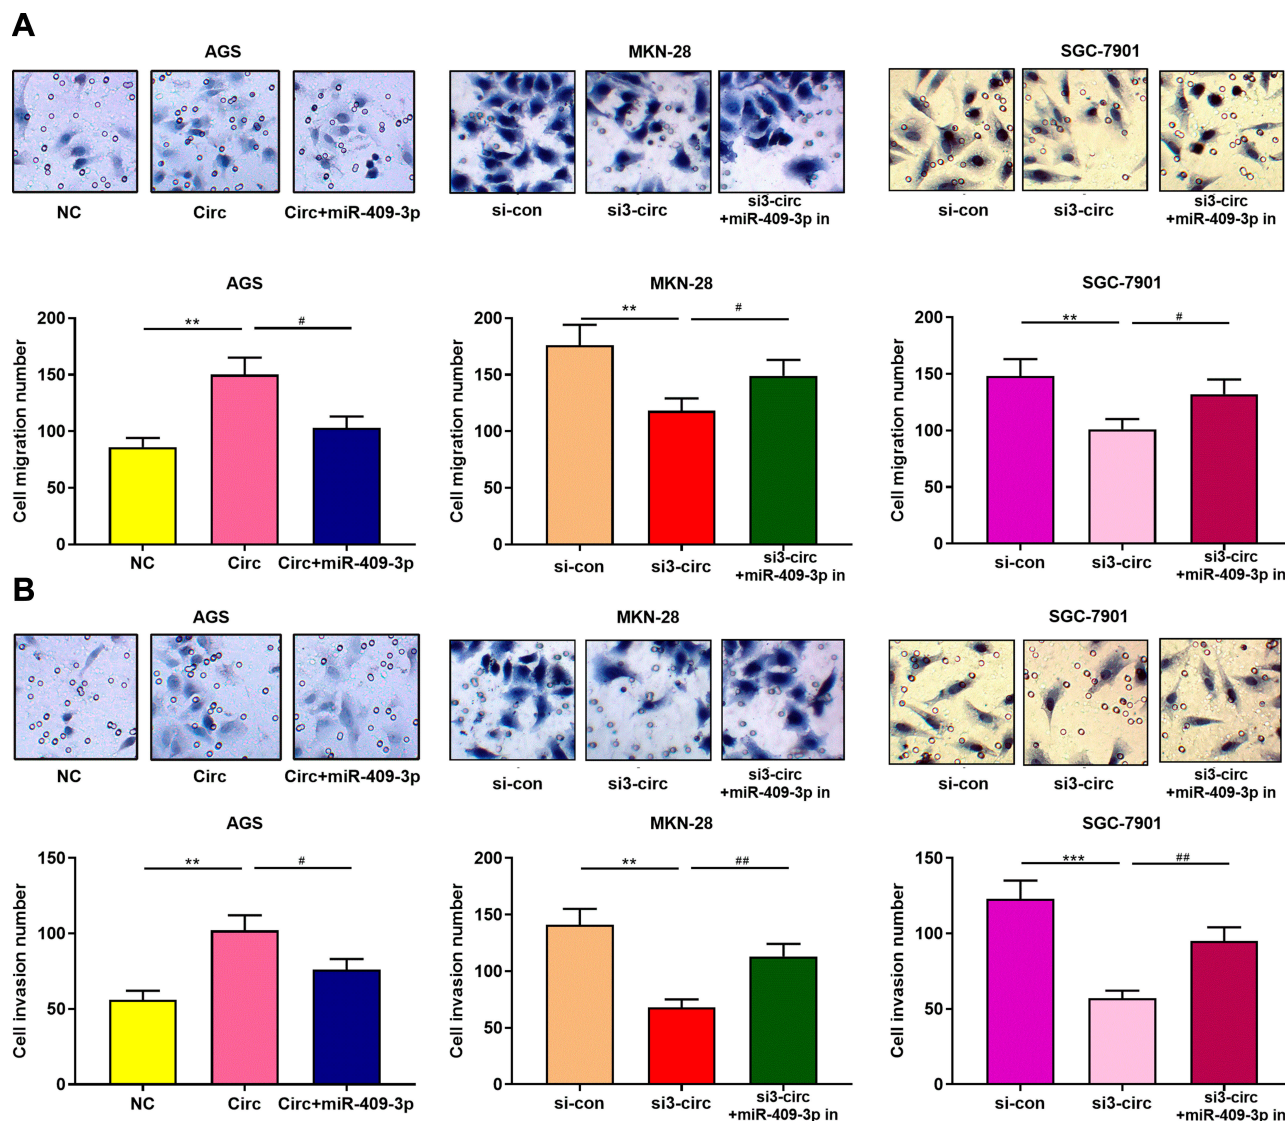 A
AGS
MKN-28
SGC-7901
NC
Circ
Circ+miR-409-3p
si-con
si3-circ
si3-circ
+miR-409-3p in
si-con
si3-circ
si3-circ
+miR-409-3p in
AGS
Cell migration number
200
150
100
50
0
**
#
NC
Circ
Circ+miR-409-3p
MKN-28
Cell migration number
200
150
100
50
0
**
#
si-con
si3-circ
si3-circ
+miR-409-3p in
SGC-7901
Cell migration number
200
150
100
50
0
**
#
si-con
si3-circ
si3-circ
+miR-409-3p in
B
AGS
MKN-28
SGC-7901
NC
Circ
Circ+miR-409-3p
si-con
si3-circ
si3-circ
+miR-409-3p in
si-con
si3-circ
si3-circ
+miR-409-3p in
AGS
Cell invasion number
150
100
50
0
**
#
NC
Circ
Circ+miR-409-3p
MKN-28
Cell invasion number
200
150
100
50
0
**
##
si-con
si3-circ
si3-circ
+miR-409-3p in
SGC-7901
Cell invasion number
150
100
50
0
***
##
si-con
si3-circ
si3-circ
+miR-409-3p in